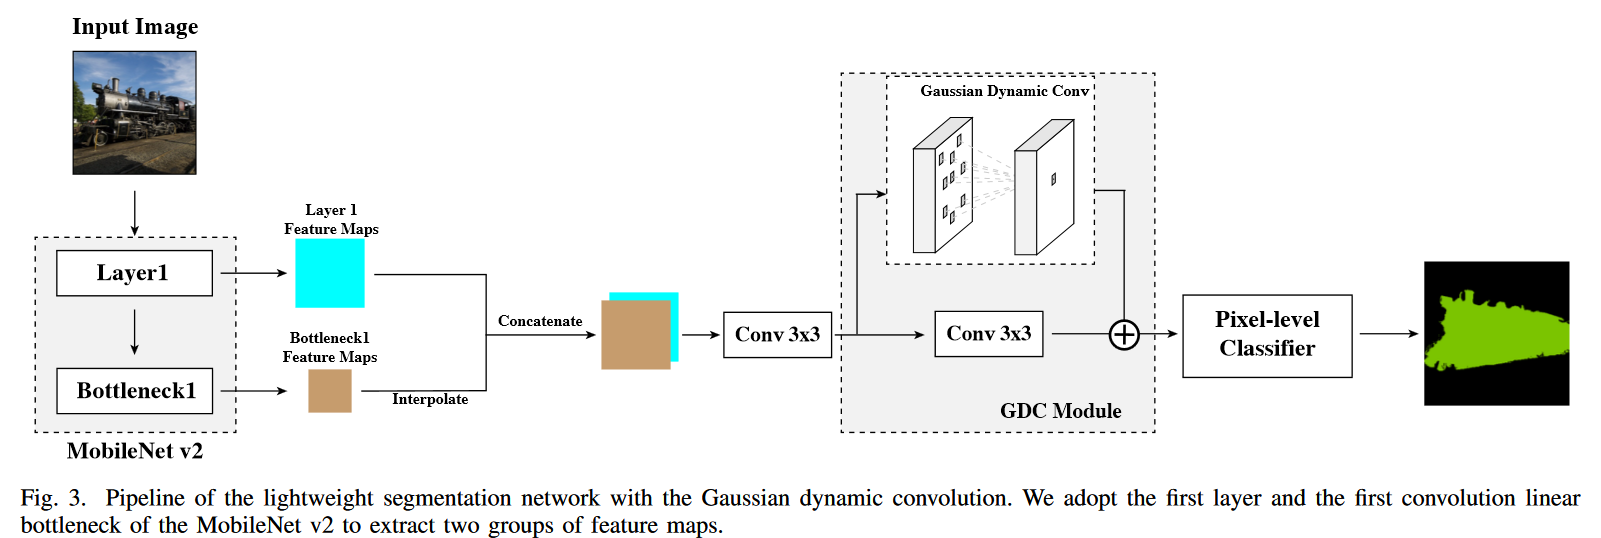 Input Image
Layer1
Bottleneck1
MobileNet v2
Layer 1
Feature Maps
Bottleneck1
Feature Maps
Interpolate
Concatenate
Conv 3x3
Gaussian Dynamic Conv
Conv 3x3
GDC Module
Pixel-level
Classifier
Fig. 3. Pipeline of the lightweight segmentation network with the Gaussian dynamic convolution. We adopt the first layer and the first convolution linear
bottleneck of the MobileNet v2 to extract two groups of feature maps.